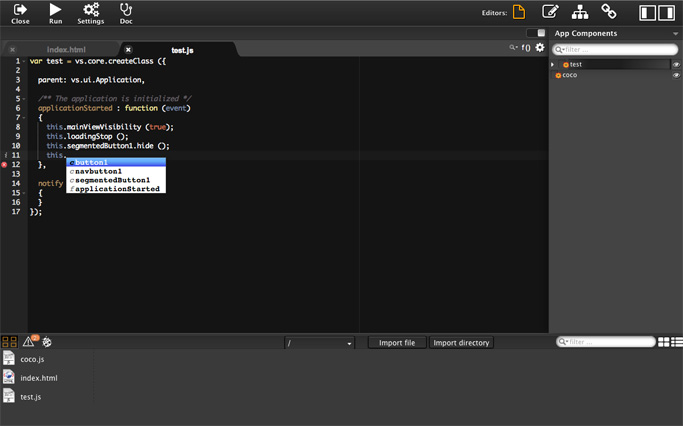 Close Run Settings Doc Editors:
index.html test.js f()
App Components
filter ...
test
coco
1 var test = vs.core.createClass ({
2
3 parent: vs.ui.Application,
4
5 /** The application is initialized */
6 applicationStarted : function (event)
7 {
8 this.mainViewVisibility (true);
9 this.loadingStop ();
10 this.segmentedButton1.hide ();
11 this.
12 },
c button1
c navbutton1
c segmentedButton1
f applicationStarted
13
14 notify
15 {
16 }
17 });
/ Import file Import directory filter ...
coco.js
index.html
test.js